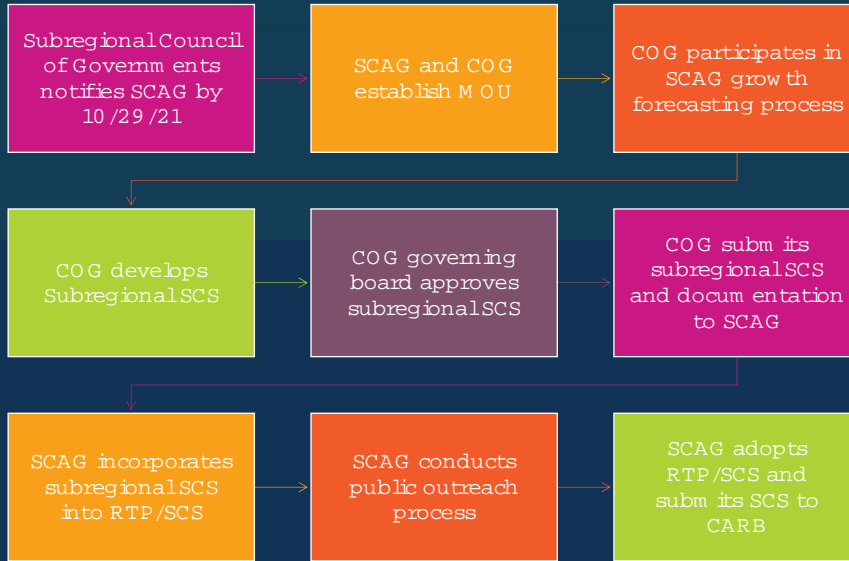 Subregional Council
of Governments
notifies SCAG by
10/29/21
SCAG and COG
establish MOU
COG participates in
SCAG growth
forecasting process
COG develops
Subregional SCS
COG governing
board approves
subregional SCS
COG submits
subregional SCS
and documentation
to SCAG
SCAG incorporates
subregional SCS
into RTP/SCS
SCAG conducts
public outreach
process
SCAG adopts
RTP/SCS and
submits SCS to
CARB